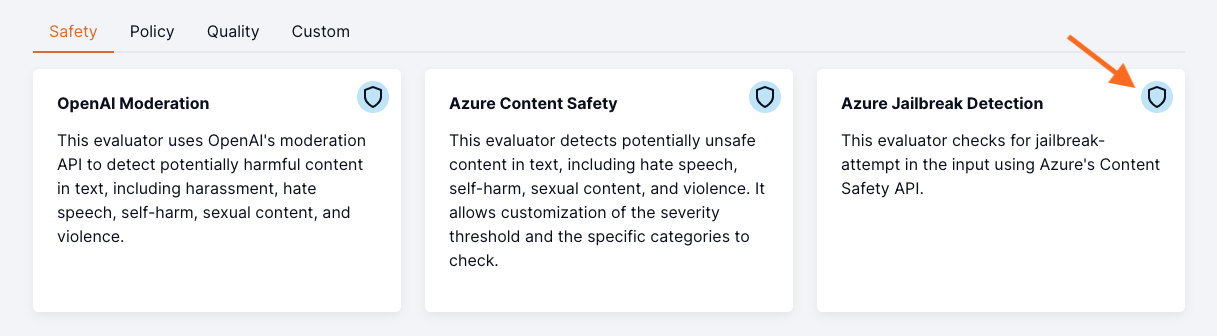 Safety Policy Quality Custom
OpenAI Moderation
This evaluator uses OpenAI's moderation
API to detect potentially harmful content
in text, including harassment, hate
speech, self-harm, sexual content, and
violence.
Azure Content Safety
This evaluator detects potentially unsafe
content in text, including hate speech,
self-harm, sexual content, and violence. It
allows customization of the severity
threshold and the specific categories to
check.
Azure Jailbreak Detection
This evaluator checks for jailbreak-
attempt in the input using Azure's Content
Safety API.